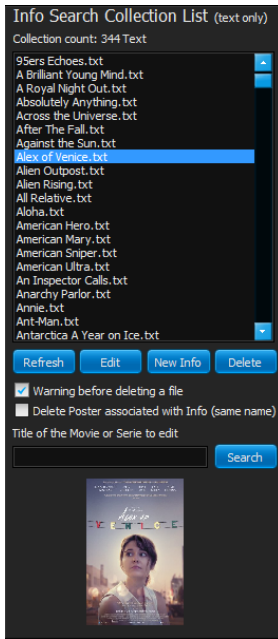 Info Search Collection List (text only)
Collection count: 344 Text
95ers Echoes.txt
A Brilliant Young Mind.txt
A Royal Night Out.txt
Absolutely Anything.txt
Across the Universe.txt
After The Fall.txt
Against the Sun.txt
Alex of Venice.txt
Alien Outpost.txt
Alien Rising.txt
All Relative.txt
Aloha.txt
American Hero.txt
American Mary.txt
American Sniper.txt
American Ultra.txt
An Inspector Calls.txt
Anarchy Parlor.txt
Annie.txt
Ant-Man.txt
Antarctica A Year on Ice.txt
Refresh Edit New Info Delete
Warning before deleting a file
Delete Poster associated with Info (same name)
Title of the Movie or Serie to edit
Search
ALEX OF
VENICE